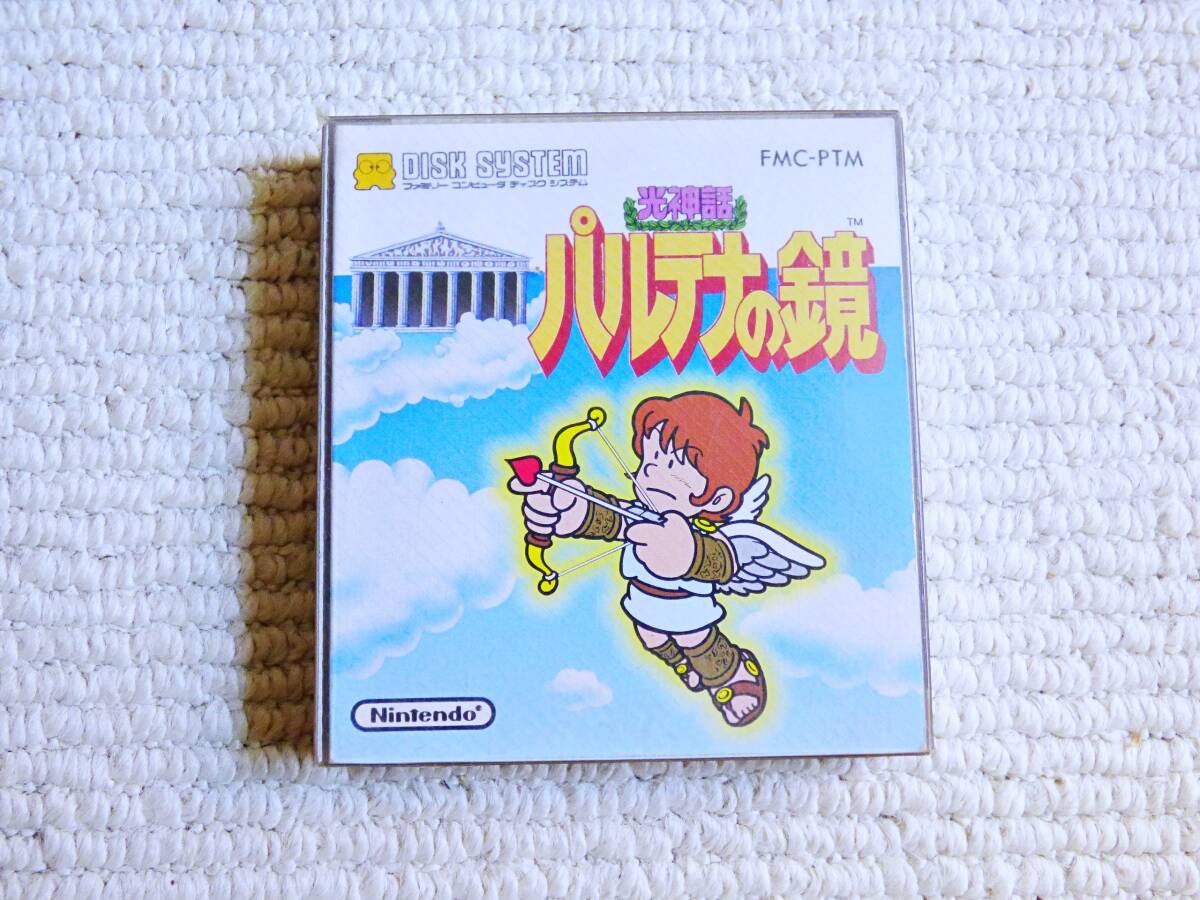 DISK SYSTEM
ファミリー コンピュータ ディスク システム
FMC-PTM
光神話
パルテナの鏡
TM
Nintendo®